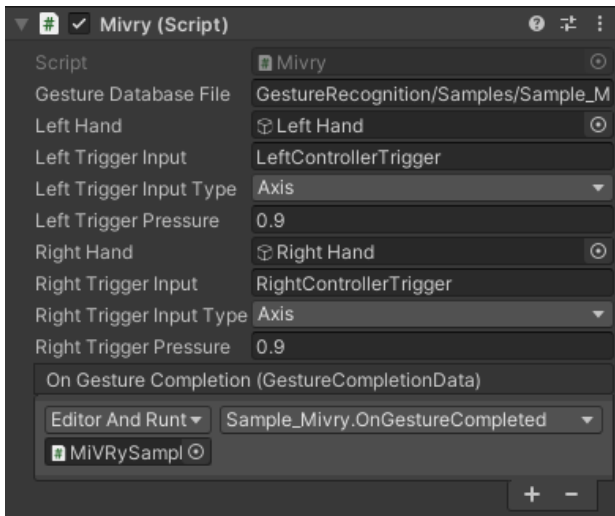 # Mivry (Script)
Script # Mivry
Gesture Database File GestureRecognition/Samples/Sample_M
Left Hand Left Hand
Left Trigger Input LeftControllerTrigger
Left Trigger Input Type Axis
Left Trigger Pressure 0.9
Right Hand Right Hand
Right Trigger Input RightControllerTrigger
Right Trigger Input Type Axis
Right Trigger Pressure 0.9
On Gesture Completion (GestureCompletionData)
Editor And Runt Sample_Mivry.OnGestureCompleted
# MiVRySampl
+ −